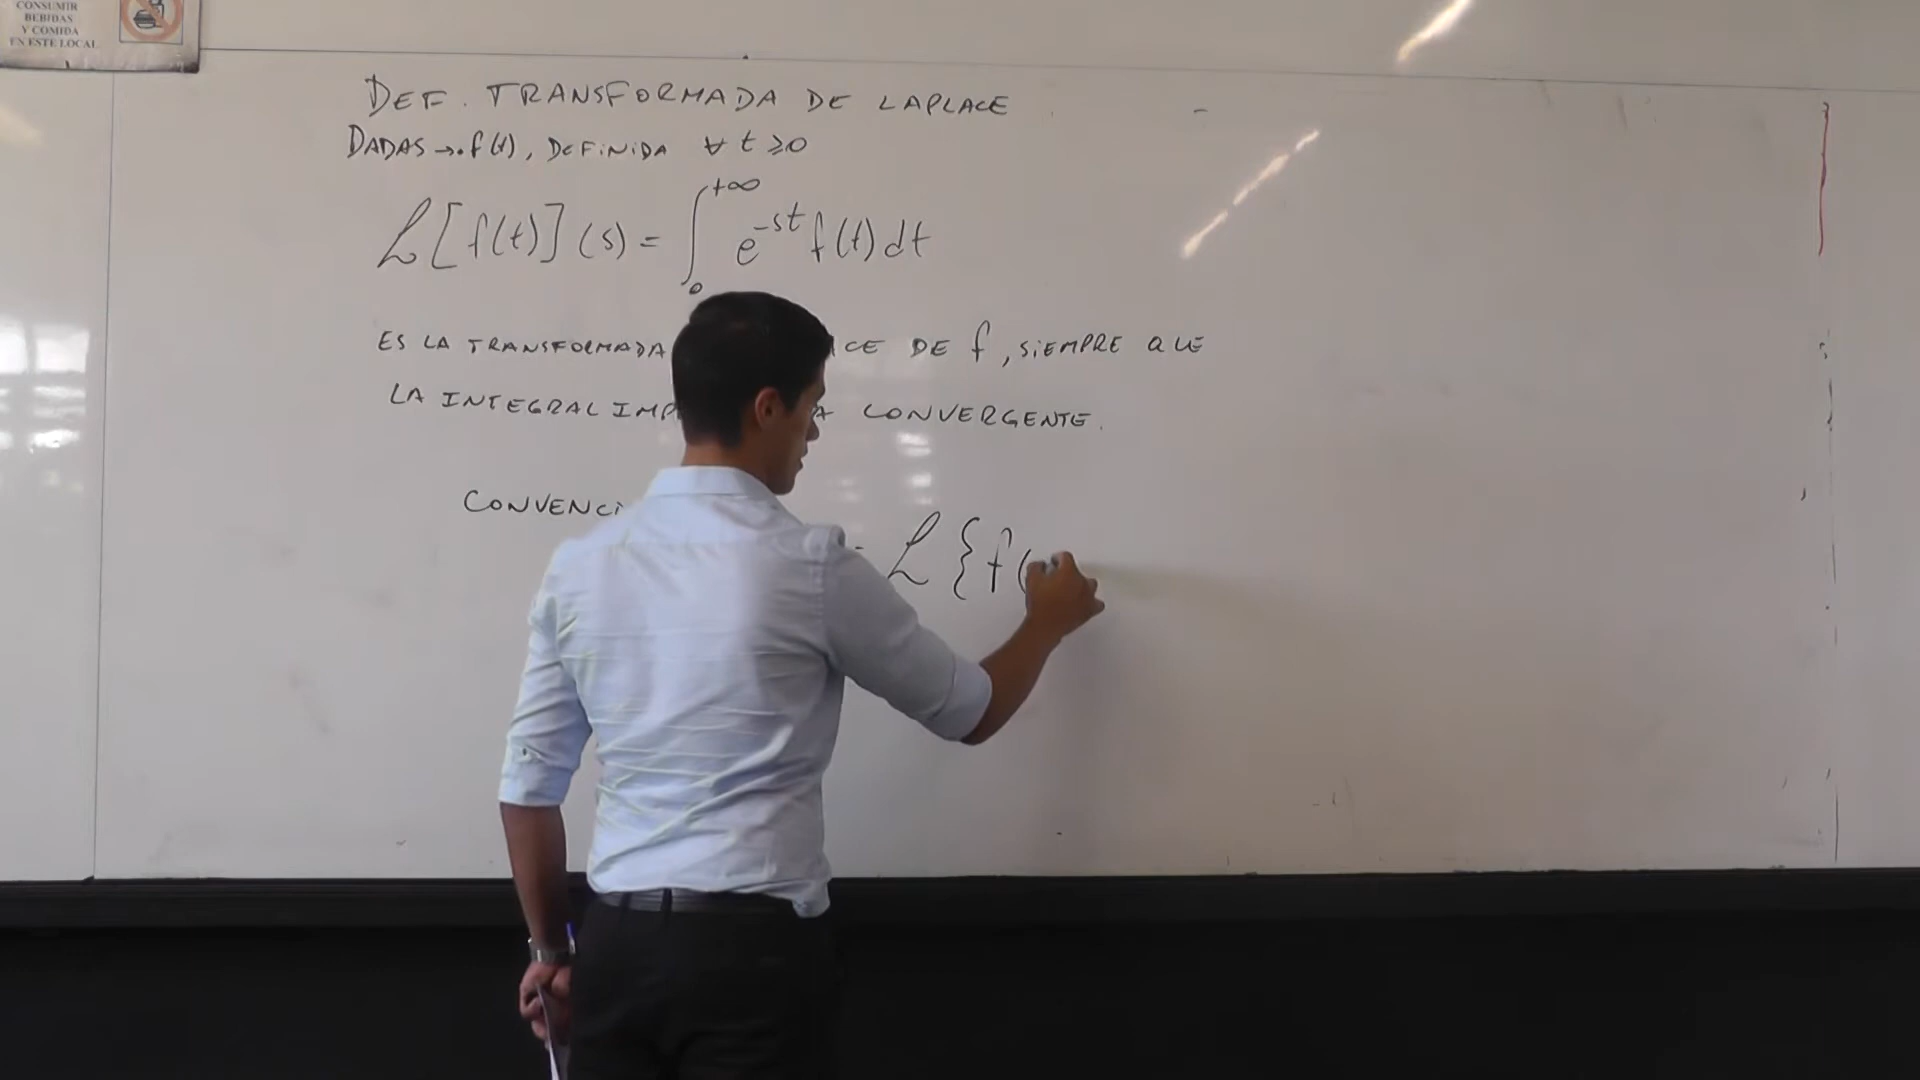 CONSUMIR
BEBIDAS
Y COMIDA
EN ESTE LOCAL
DEF. TRANSFORMADA DE LAPLACE
DADAS →. f(t), DEFINIDA ∀ t ≥ 0
ℒ[f(t)](s) = ∫₀^{+∞} e^{-st} f(t) dt
ES LA TRANSFORMADA CE DE f, SIEMPRE QUE
LA INTEGRAL IMP A CONVERGENTE.
CONVENCI
ℒ{f(